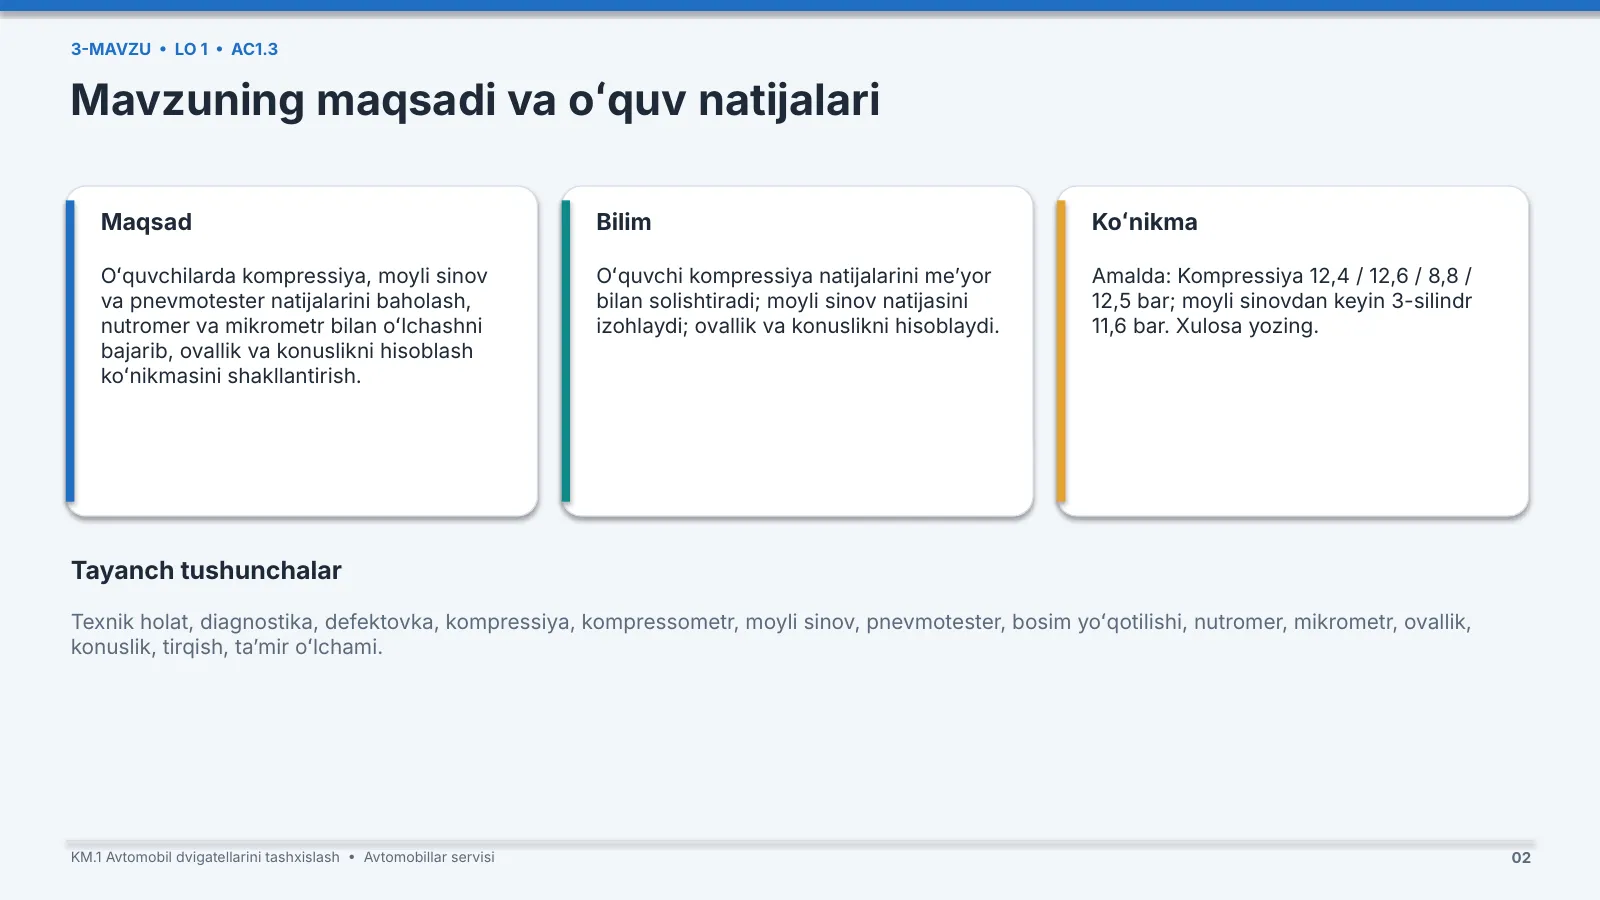 3-MAVZU • LO 1 • AC1.3
Mavzuning maqsadi va oʻquv natijalari
Maqsad
Oʻquvchilarda kompressiya, moyli sinov
va pnevmotester natijalarini baholash,
nutromer va mikrometr bilan oʻlchashni
bajarib, ovallik va konuslikni hisoblash
koʻnikmasini shakllantirish.
Bilim
Oʻquvchi kompressiya natijalarini meʼyor
bilan solishtiradi; moyli sinov natijasini
izohlaydi; ovallik va konuslikni hisoblaydi.
Koʻnikma
Amalda: Kompressiya 12,4 / 12,6 / 8,8 /
12,5 bar; moyli sinovdan keyin 3-silindr
11,6 bar. Xulosa yozing.
Tayanch tushunchalar
Texnik holat, diagnostika, defektovka, kompressiya, kompressometr, moyli sinov, pnevmotester, bosim yoʻqotilishi, nutromer, mikrometr, ovallik,
konuslik, tirqish, taʼmir oʻlchami.
KM.1 Avtomobil dvigatellarini tashxislash • Avtomobillar servisi
02